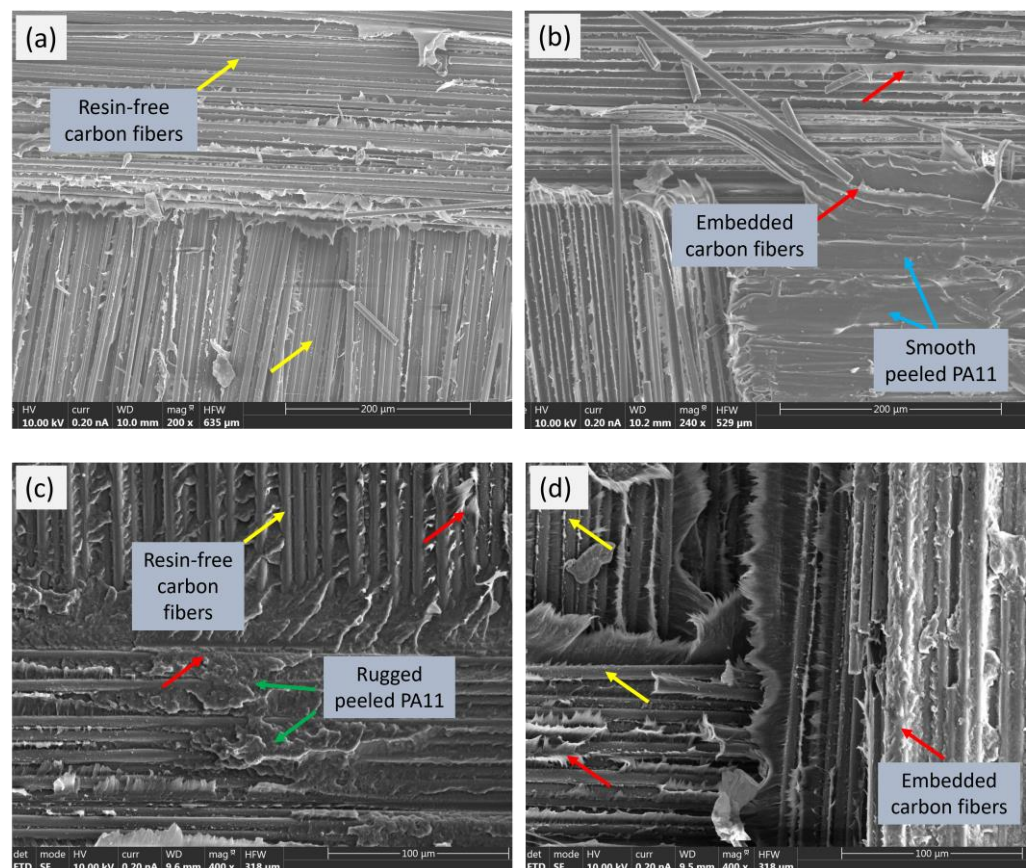 (a)
Resin-free
carbon fibers
HV curr WD mag HFW
10.00 kV 0.20 nA 10.0 mm 200 x 635 µm
200 µm
(b)
Embedded
carbon fibers
Smooth
peeled PA11
HV curr WD mag HFW
10.00 kV 0.20 nA 10.2 mm 240 x 529 µm
200 µm
(c)
Resin-free
carbon
fibers
Rugged
peeled PA11
det mode HV curr WD mag HFW
ETD SE 10.00 kV 0.20 nA 9.6 mm 400 x 318 µm
100 µm
(d)
Embedded
carbon fibers
det mode HV curr WD mag HFW
ETD SE 10.00 kV 0.20 nA 9.5 mm 400 x 318 µm
100 µm